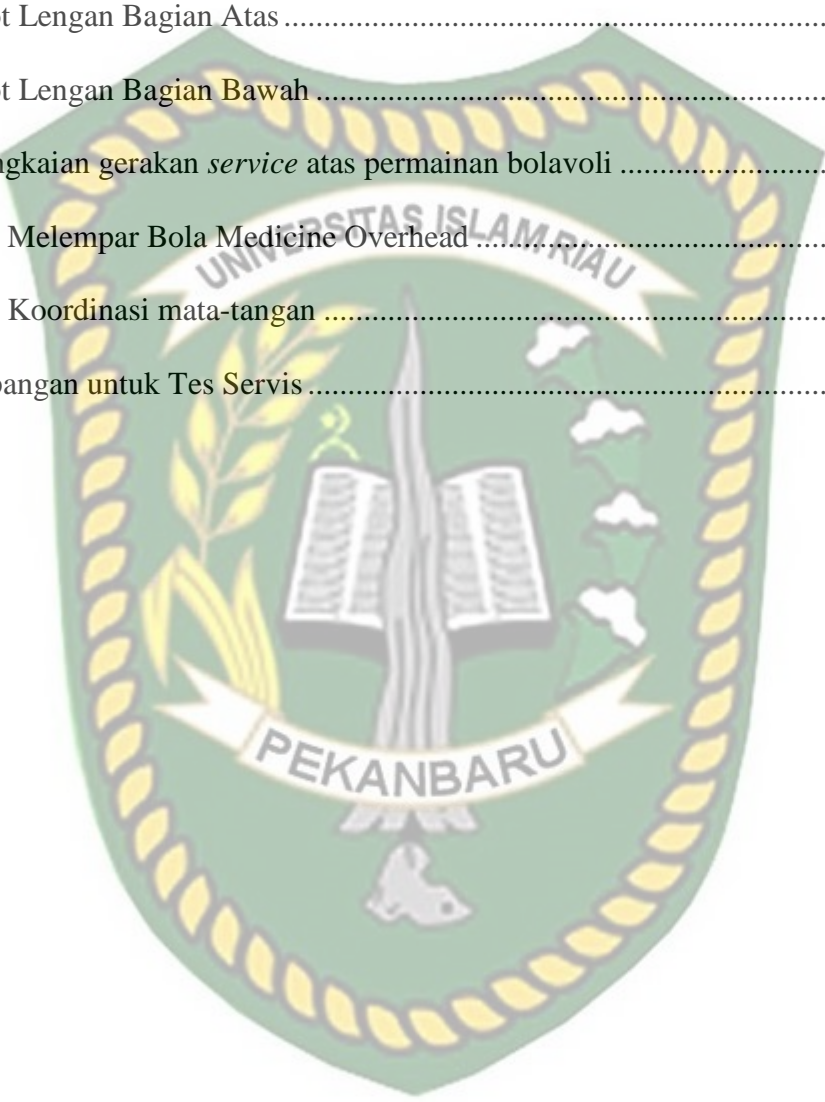 t Lengan Bagian Atas ................................................................
t Lengan Bagian Bawah ............................................................
gkaian gerakan service atas permainan bolavoli ..........................
UNIVERSITAS ISLAM RIAU
Melempar Bola Medicine Overhead ............................................
Koordinasi mata-tangan ..............................................................
angan untuk Tes Servis ................................................................
PEKANBARU